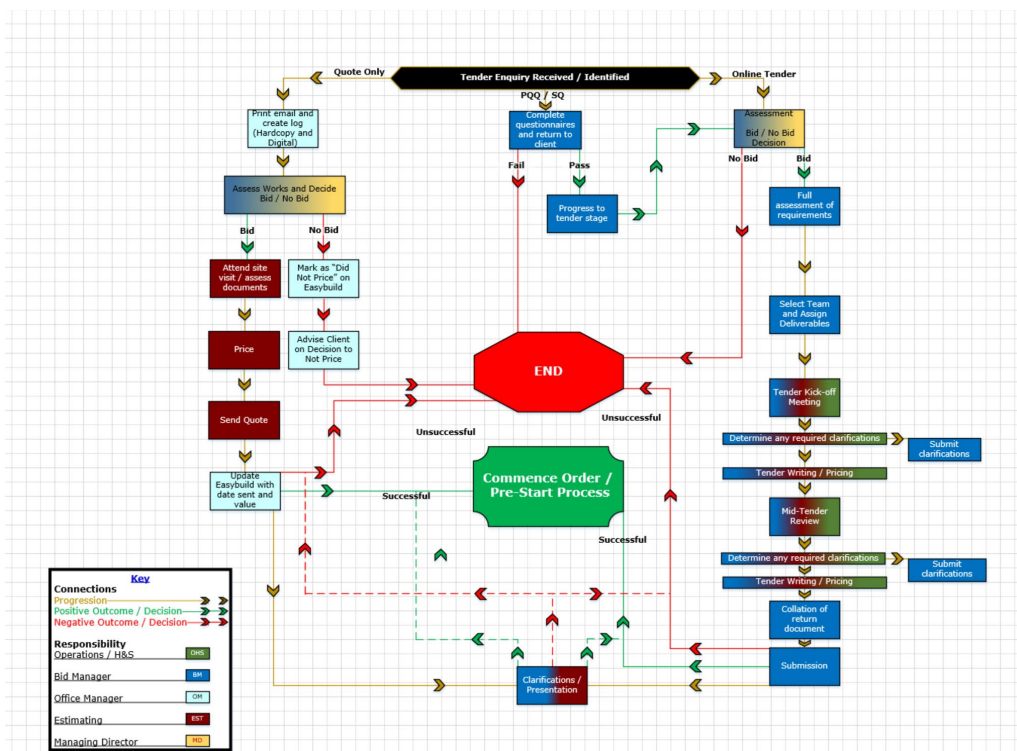 Tender Enquiry Received / Identified
Quote Only
PQQ / SQ
Online Tender
Print email and
create log
(Hardcopy and
Digital)
Complete
questionnaires
and return to
client
Assessment
Bid / No Bid
Decision
Fail
Pass
No Bid
Bid
Assess Works and Decide
Bid / No Bid
Progress to
tender stage
Full
assessment of
requirements
Bid
No Bid
Attend site
visit / assess
documents
Mark as "Did
Not Price" on
Easybuild
Select Team
and Assign
Deliverables
Price
Advise Client
on Decision to
Not Price
END
Tender Kick-off
Meeting
Send Quote
Unsuccessful
Unsuccessful
Determine any required clarifications
Submit
clarifications
Update
Easybuild with
date sent and
value
Successful
Commence Order /
Pre-Start Process
Tender Writing / Pricing
Mid-Tender
Review
Successful
Determine any required clarifications
Submit
clarifications
Tender Writing / Pricing
Collation of
return
document
Submission
Clarifications /
Presentation
Key
Connections
Progression
Positive Outcome / Decision
Negative Outcome / Decision
Responsibility
Operations / H&S
OHS
Bid Manager
BM
Office Manager
OM
Estimating
EST
Managing Director
MD